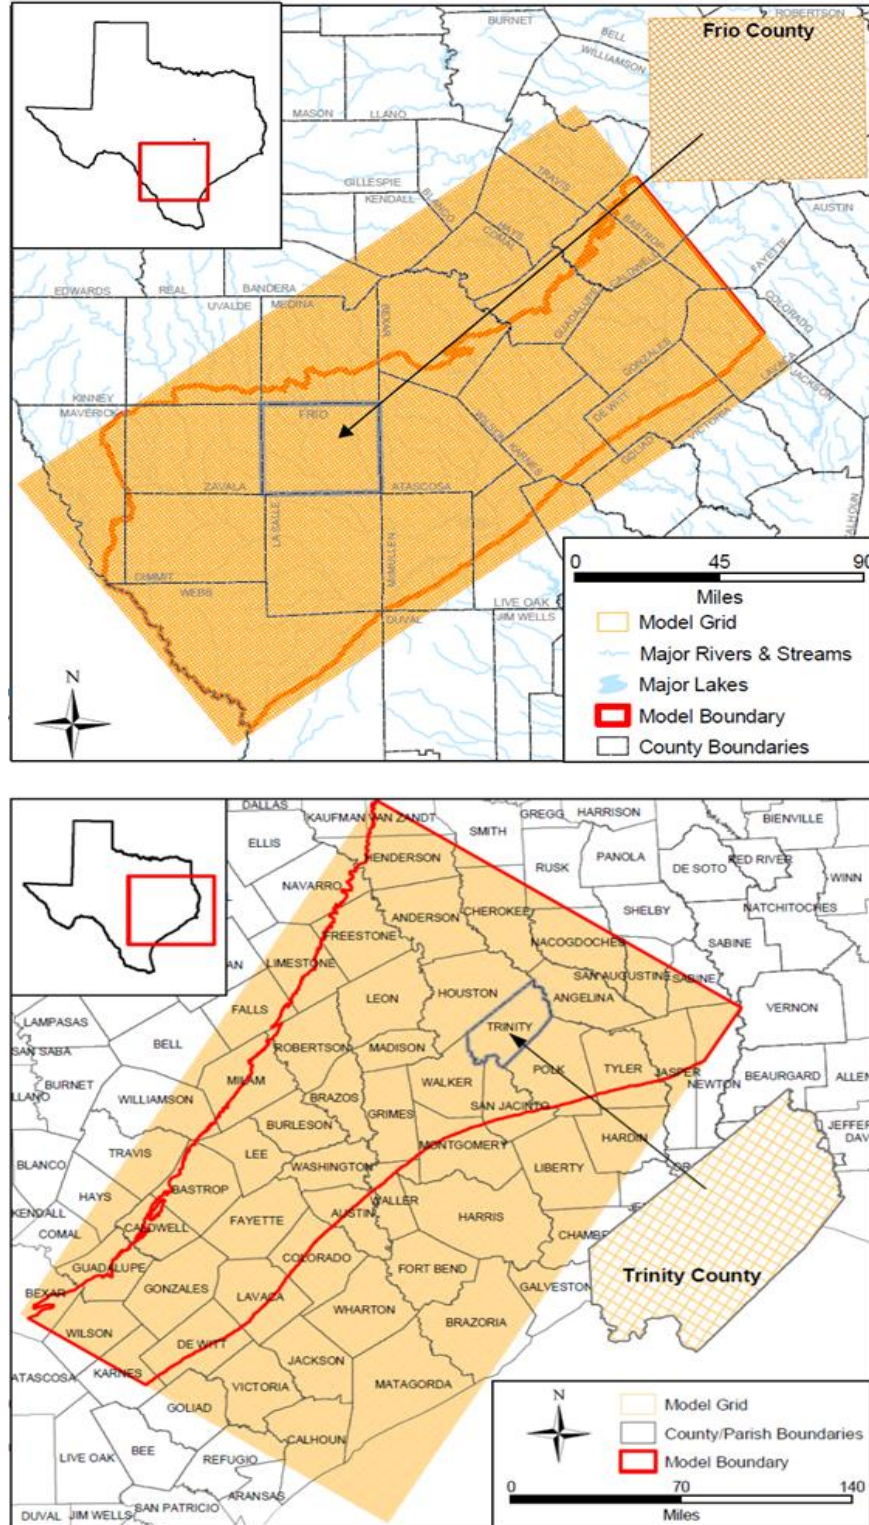 BURNET
ROBERTSON
BELL
WILLIAMSON
Frio County
MASON
LLANO
TRAVIS
GILLESPIE
KENDALL
BLANCO
HAYS
COMAL
BASTROP
CALDWELL
AUSTIN
FAYETTE
COLORADO
EDWARDS
REAL
BANDERA
UVALDE
MEDINA
BEXAR
GUADALUPE
GONZALES
LAVACA
JACKSON
KINNEY
MAVERICK
FRIO
WILSON
KARNES
DE WITT
VICTORIA
GOLIAD
ZAVALA
ATASCOSA
LA SALLE
McMULLEN
ALHOUN
DIMMIT
WEBB
LIVE OAK
DUVAL
JIM WELLS
N
0 45 90
Miles
Model Grid
Major Rivers & Streams
Major Lakes
Model Boundary
County Boundaries
DALLAS
KAUFMAN
VAN ZANDT
SMITH
GREGG
HARRISON
BIENVILLE
ELLIS
HENDERSON
RUSK
PANOLA
DE SOTO
RED RIVER
WINN
NAVARRO
ANDERSON
CHEROKEE
SHELBY
NATCHITOCHES
FREESTONE
NACOGDOCHES
SABINE
LIMESTONE
AN
SAN AUGUSTINE
SABINE
LEON
HOUSTON
ANGELINA
VERNON
FALLS
LAMPASAS
BELL
TRINITY
ROBERTSON
MADISON
SAN SABA
BURNET
MILAM
WALKER
POLK
TYLER
JASPER
NEWTON
BEAURGARD
ALLEN
LLANO
WILLIAMSON
BRAZOS
GRIMES
SAN JACINTO
BURLESON
MONTGOMERY
HARDIN
JEFFER
DAV
TRAVIS
LEE
WASHINGTON
LIBERTY
BLANCO
HAYS
BASTROP
WALLER
AUSTIN
KENDALL
CALDWELL
FAYETTE
HARRIS
CHAMBE
COMAL
COLORADO
GUADALUPE
FORT BEND
Trinity County
BEXAR
GONZALES
LAVACA
GALVESTON
WHARTON
BRAZORIA
WILSON
DE WITT
JACKSON
KARNES
ATASCOSA
VICTORIA
MATAGORDA
GOLIAD
CALHOUN
BEE
LIVE OAK
REFUGIO
ARANSAS
SAN PATRICIO
DUVAL
JIM WELLS
N
Model Grid
County/Parish Boundaries
Model Boundary
0 70 140
Miles